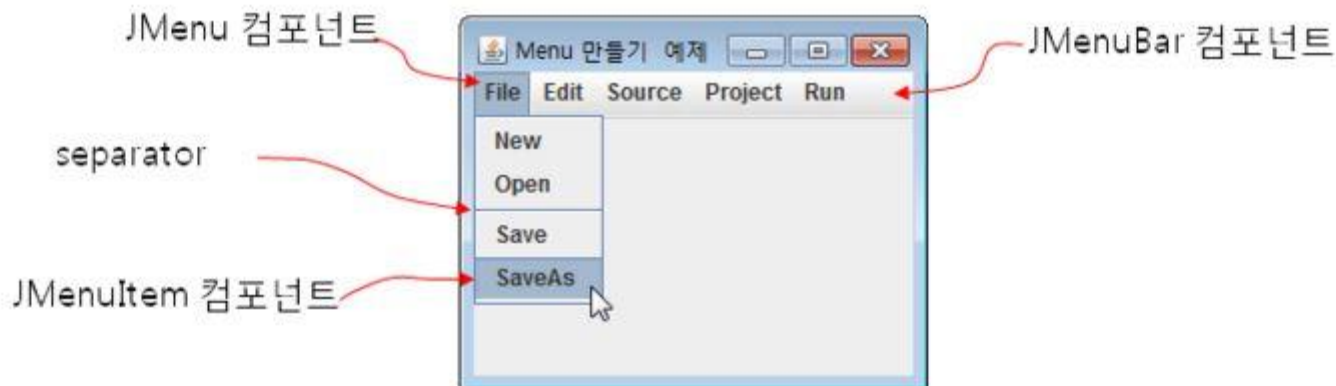 JMenu 컴포넌트
Menu 만들기 예제
JMenuBar 컴포넌트
File Edit Source Project Run
New
separator
Open
Save
SaveAs
JMenuItem 컴포넌트